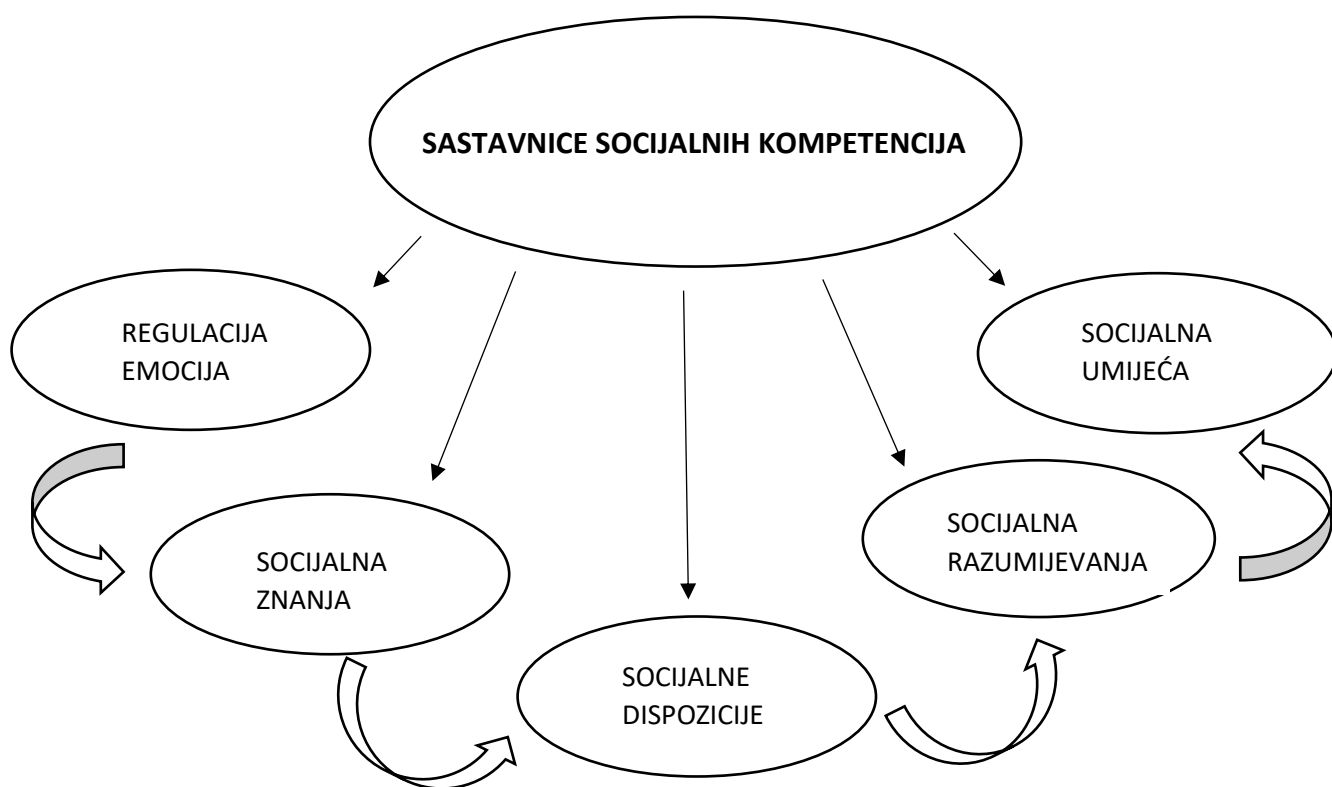 SASTAVNICE SOCIJALNIH KOMPETENCIJA
REGULACIJA
EMOCIJA
SOCIJALNA
ZNANJA
SOCIJALNE
DISPOZICIJE
SOCIJALNA
RAZUMIJEVANJA
SOCIJALNA
UMIJEĆA